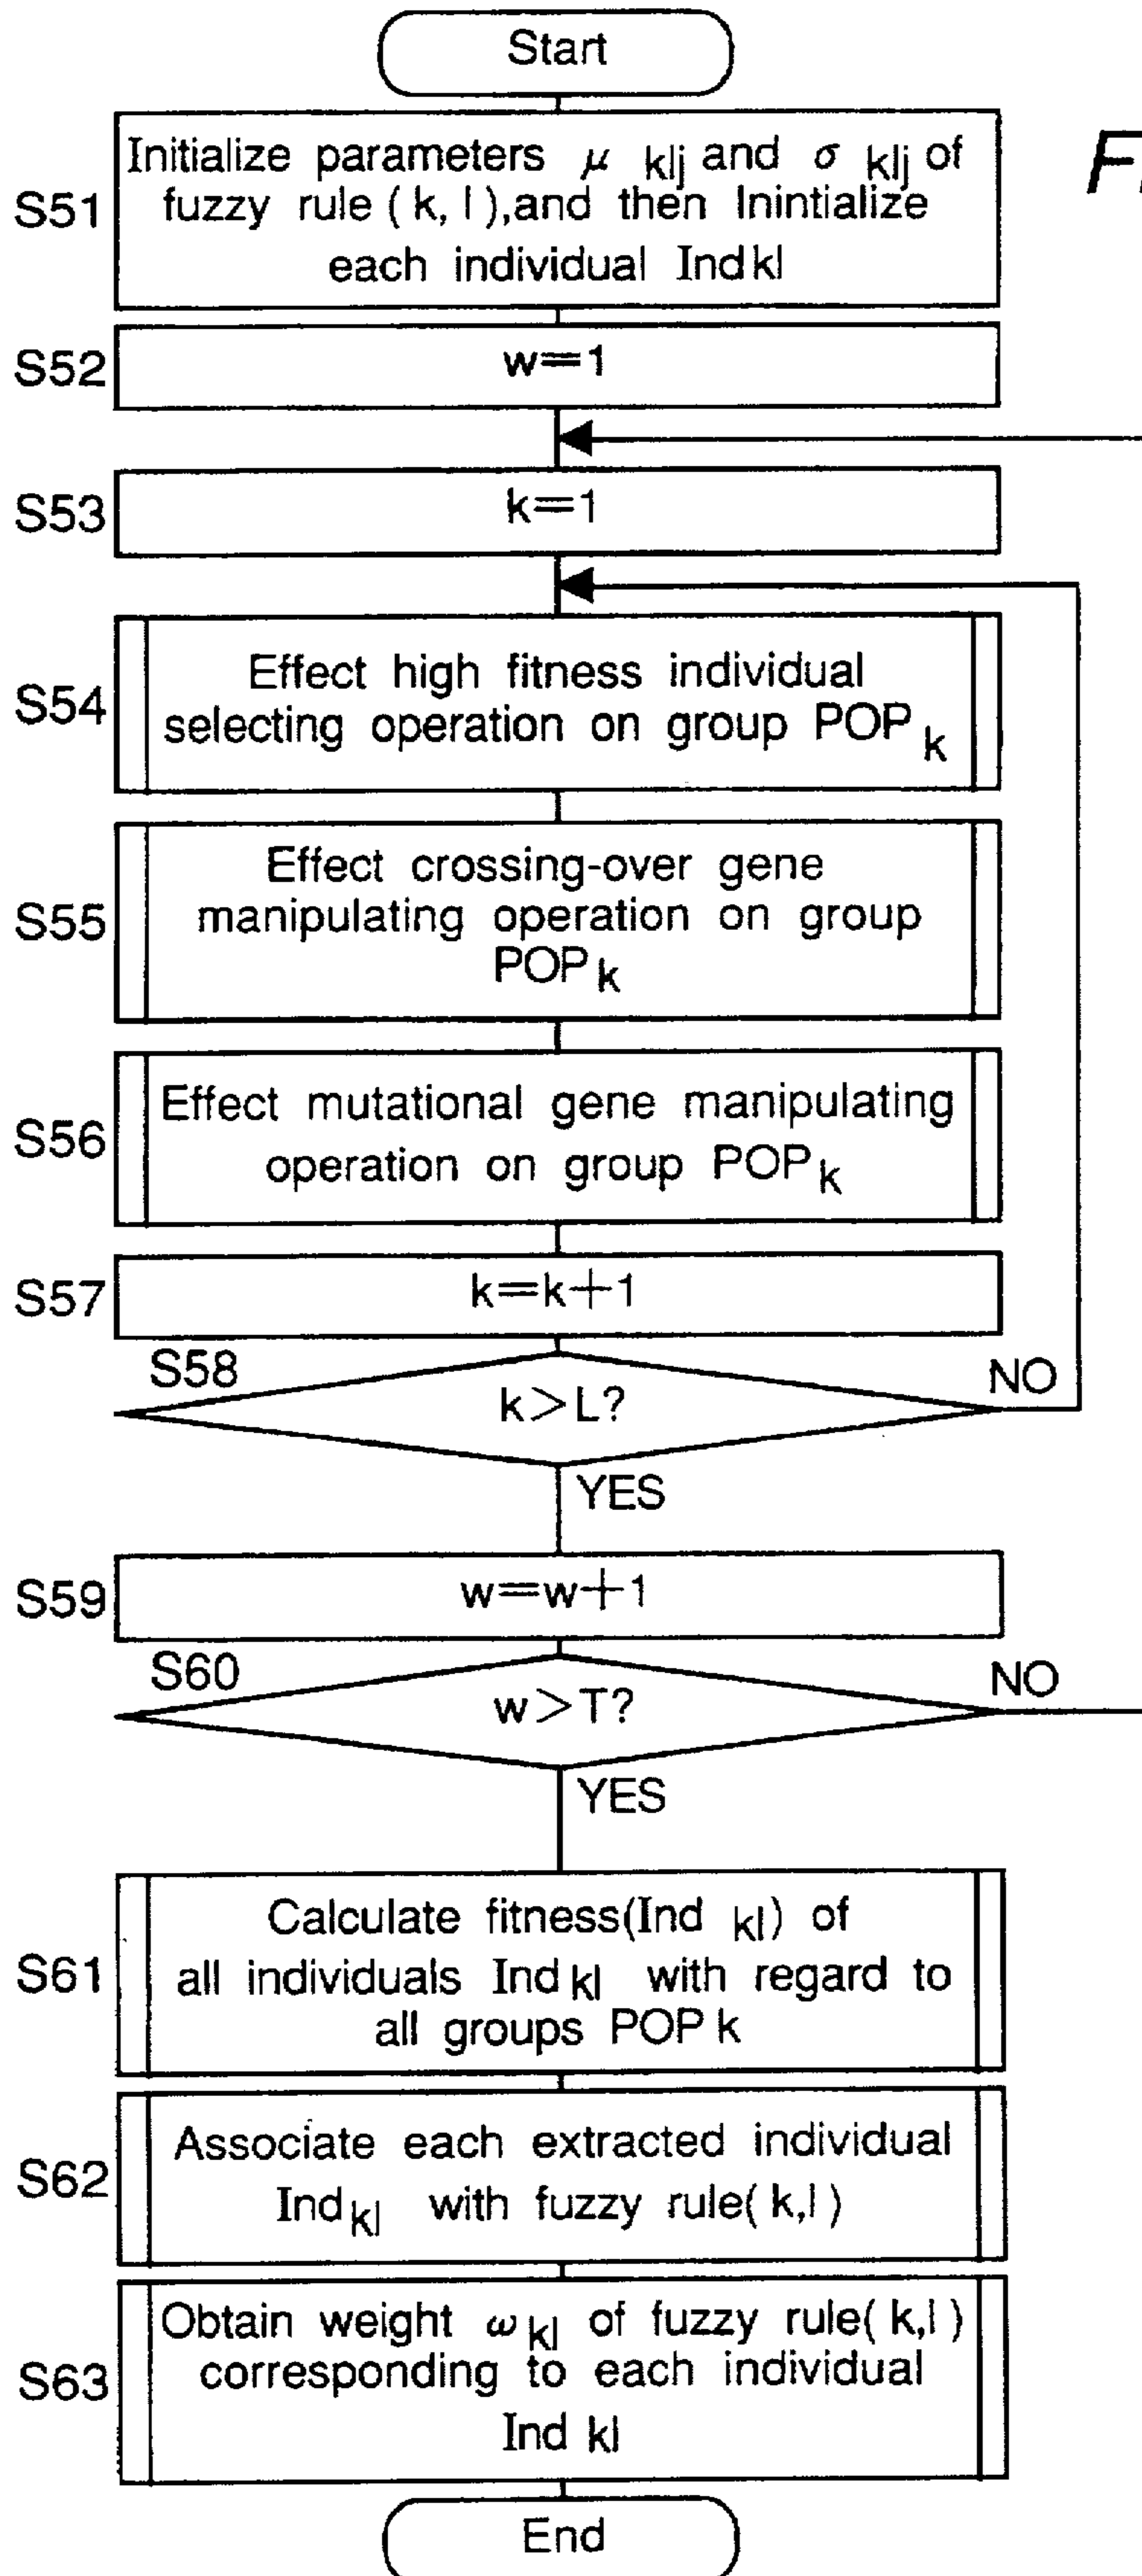 Start
S51
Initialize parameters μ klj and σ klj of
fuzzy rule ( k, l ),and then Inintialize
each individual Ind kl
S52
w=1
S53
k=1
S54
Effect high fitness individual
selecting operation on group POP k
S55
Effect crossing-over gene
manipulating operation on group
POP k
S56
Effect mutational gene manipulating
operation on group POP k
S57
k=k+1
S58
k>L?
NO
YES
S59
w=w+1
S60
w>T?
NO
YES
S61
Calculate fitness(Ind kl) of
all individuals Ind kl with regard to
all groups POP k
S62
Associate each extracted individual
Ind kl with fuzzy rule( k,l )
S63
Obtain weight ω kl of fuzzy rule( k,l )
corresponding to each individual
Ind kl
End